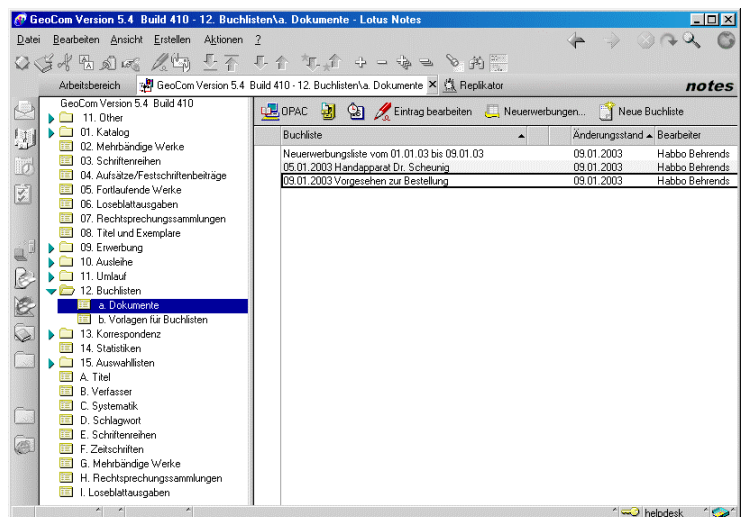 GeoCom Version 5.4 Build 410 - 12. Buchlisten\a. Dokumente - Lotus Notes
Datei Bearbeiten Ansicht Erstellen Aktionen ?
Arbeitsbereich GeoCom Version 5.4 Build 410 - 12. Buchlisten\a. Dokumente Replikator notes
GeoCom Version 5.4 Build 410
11. Other
01. Katalog
02. Mehrbändige Werke
03. Schriftenreihen
04. Aufsätze/Festschriftenbeiträge
05. Fortlaufende Werke
06. Loseblattausgaben
07. Rechtsprechungssammlungen
08. Titel und Exemplare
09. Erwerbung
10. Ausleihe
11. Umlauf
12. Buchlisten
a. Dokumente
b. Vorlagen für Buchlisten
13. Korrespondenz
14. Statistiken
15. Auswahllisten
A. Titel
B. Verfasser
C. Systematik
D. Schlagwort
E. Schriftenreihen
F. Zeitschriften
G. Mehrbändige Werke
H. Rechtsprechungssammlungen
I. Loseblattausgaben
OPAC Eintrag bearbeiten Neuerwerbungen... Neue Buchliste
Buchliste Änderungsstand Bearbeiter
Neuerwerbungsliste vom 01.01.03 bis 09.01.03 09.01.2003 Habbo Behrends
05.01.2003 Handapparat Dr. Scheunig 09.01.2003 Habbo Behrends
09.01.2003 Vorgesehen zur Bestellung 09.01.2003 Habbo Behrends
helpdesk